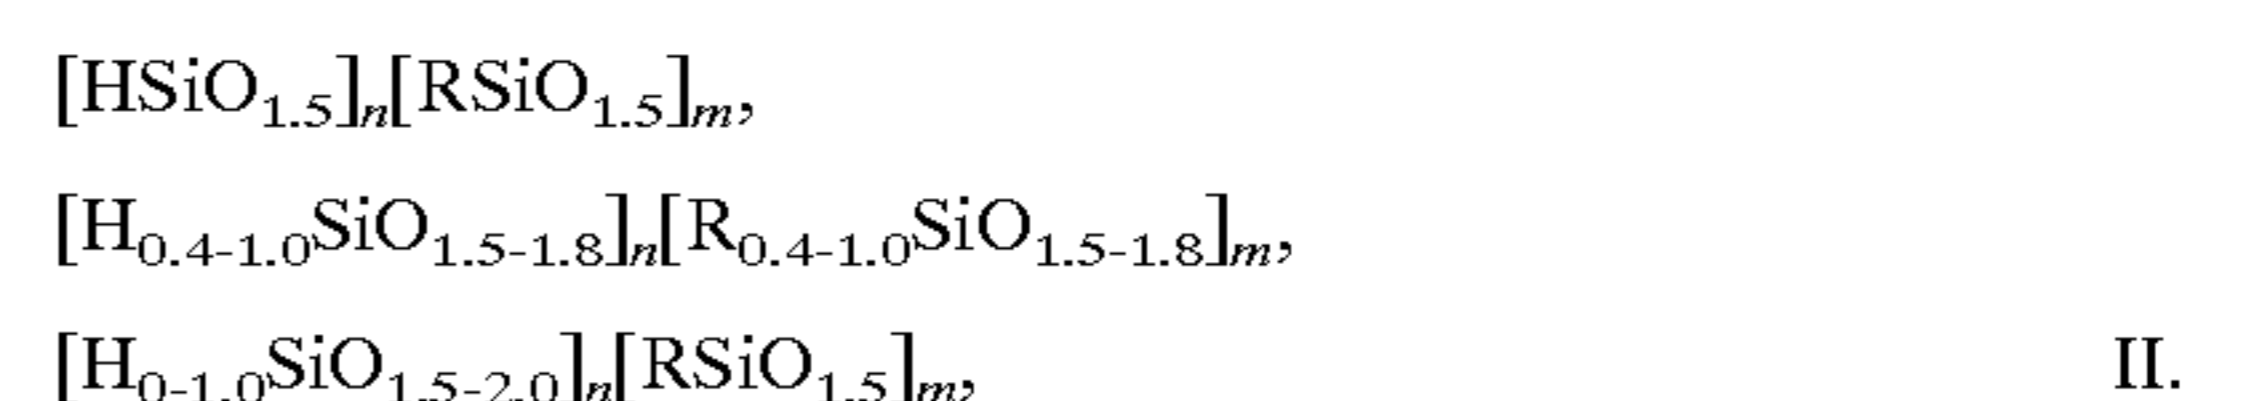 [HSiO₁.₅]ₙ[RSiO₁.₅]ₘ,
[H₀.₄₋₁.₀SiO₁.₅₋₁.₈]ₙ[R₀.₄₋₁.₀SiO₁.₅₋₁.₈]ₘ,
[H₀₋₁.₀SiO₁.₅₋₂.₀]ₙ[RSiO₁.₅]ₘ, II.